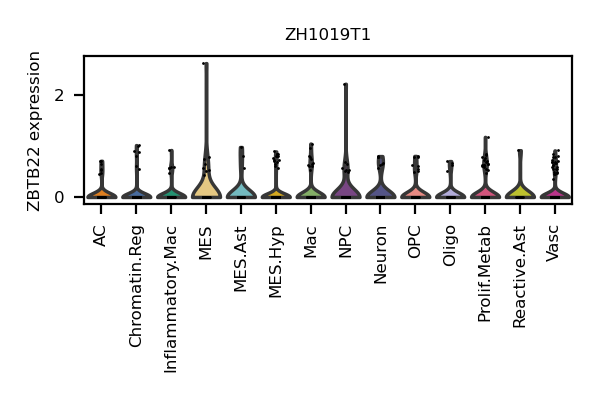 ZH1019T1
ZBTB22 expression
2
0
AC
Chromatin.Reg
Inflammatory.Mac
MES
MES.Ast
MES.Hyp
Mac
NPC
Neuron
OPC
Oligo
Prolif.Metab
Reactive.Ast
Vasc